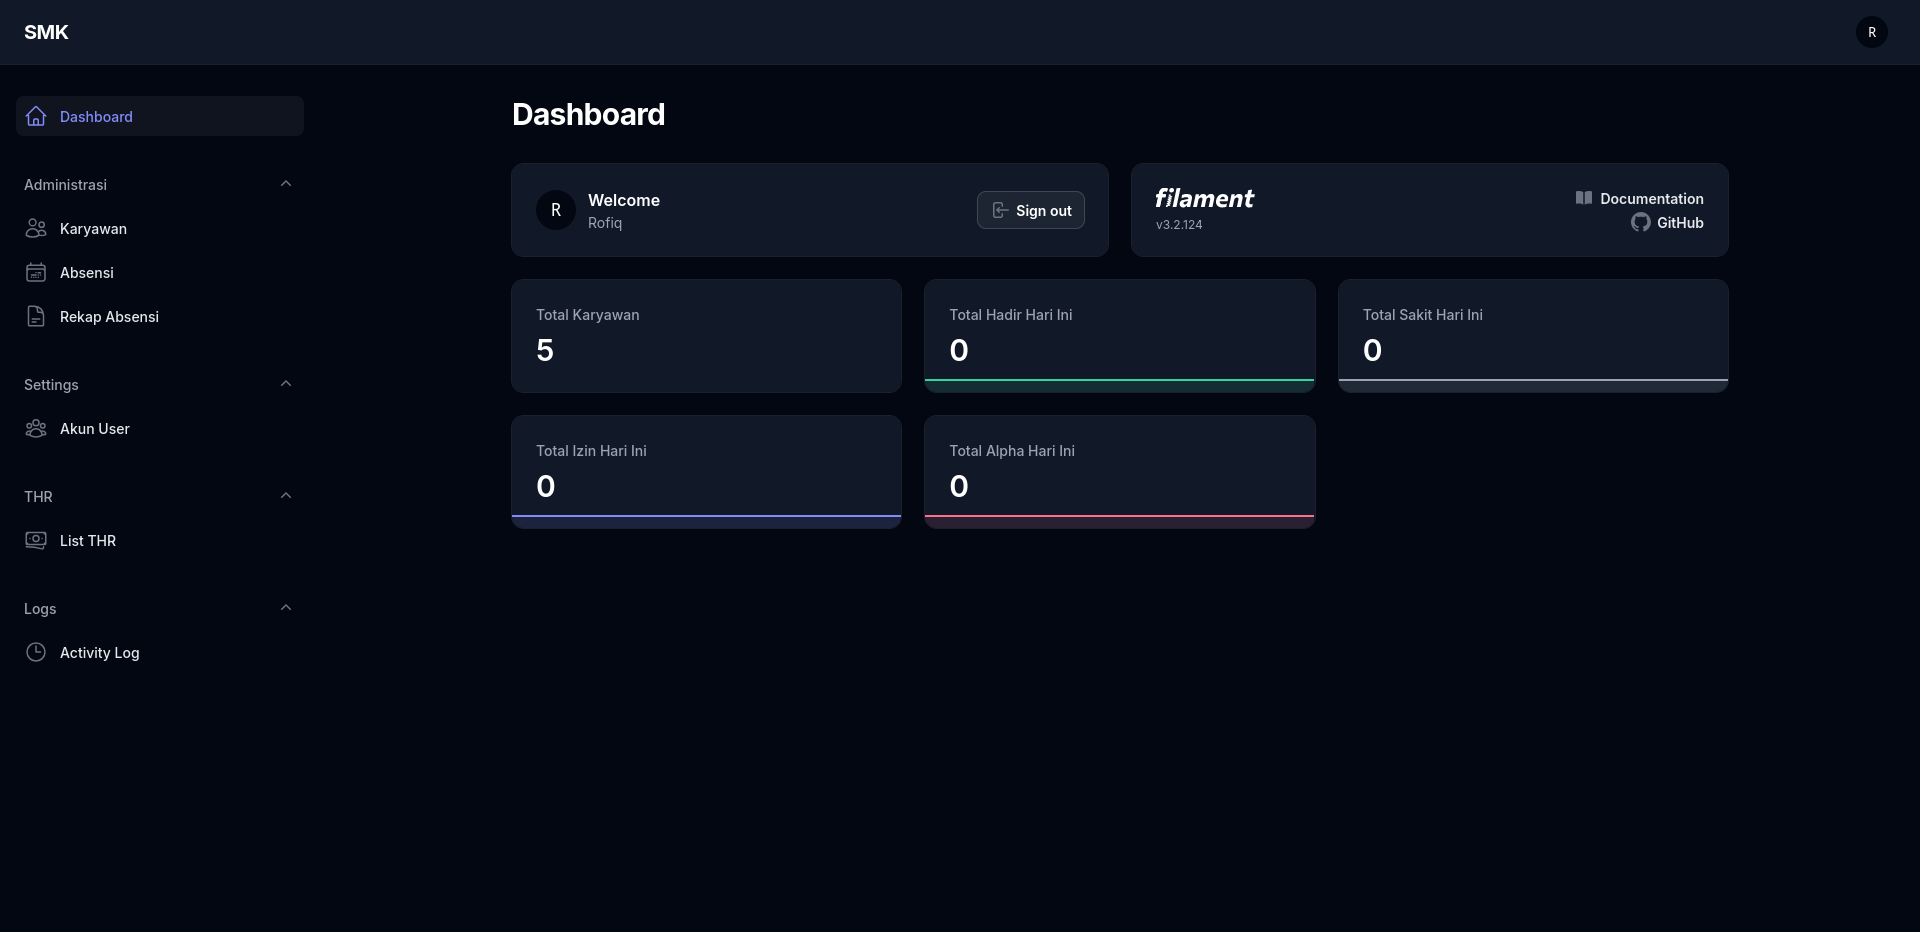 SMK
R
Dashboard
Administrasi
Karyawan
Absensi
Rekap Absensi
Settings
Akun User
THR
List THR
Logs
Activity Log
Dashboard
R
Welcome
Rofiq
Sign out
filament
v3.2.124
Documentation
GitHub
Total Karyawan
5
Total Hadir Hari Ini
0
Total Sakit Hari Ini
0
Total Izin Hari Ini
0
Total Alpha Hari Ini
0